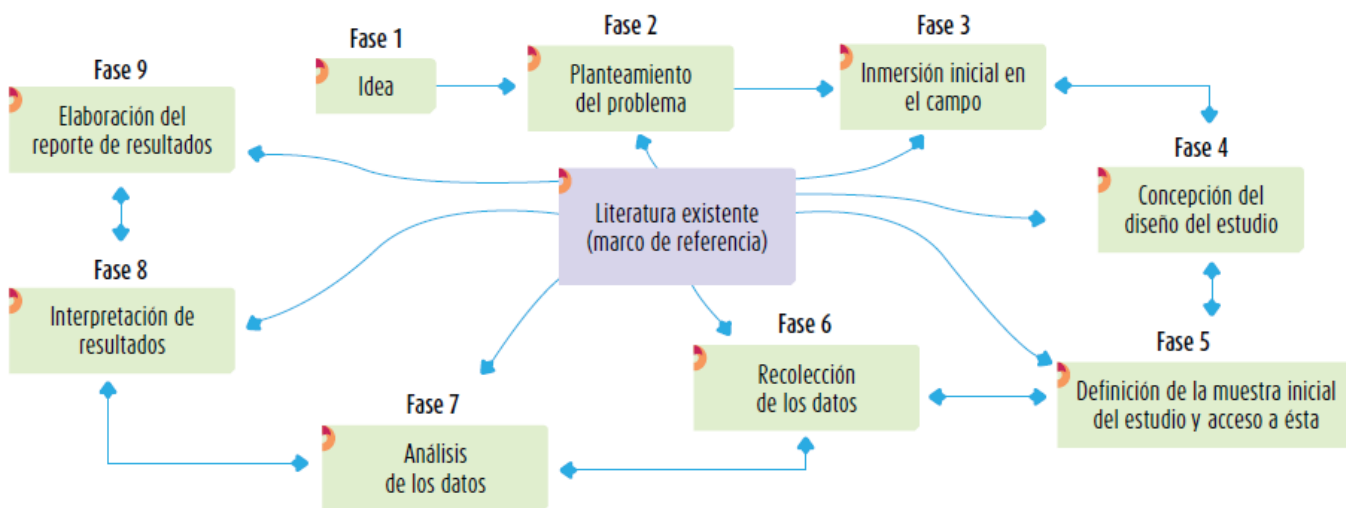 Fase 1
Idea
Fase 2
Planteamiento
del problema
Fase 3
Inmersión inicial en
el campo
Fase 4
Concepción del
diseño del estudio
Fase 5
Definición de la muestra inicial
del estudio y acceso a ésta
Fase 6
Recolección
de los datos
Fase 7
Análisis
de los datos
Fase 8
Interpretación de
resultados
Fase 9
Elaboración del
reporte de resultados
Literatura existente
(marco de referencia)